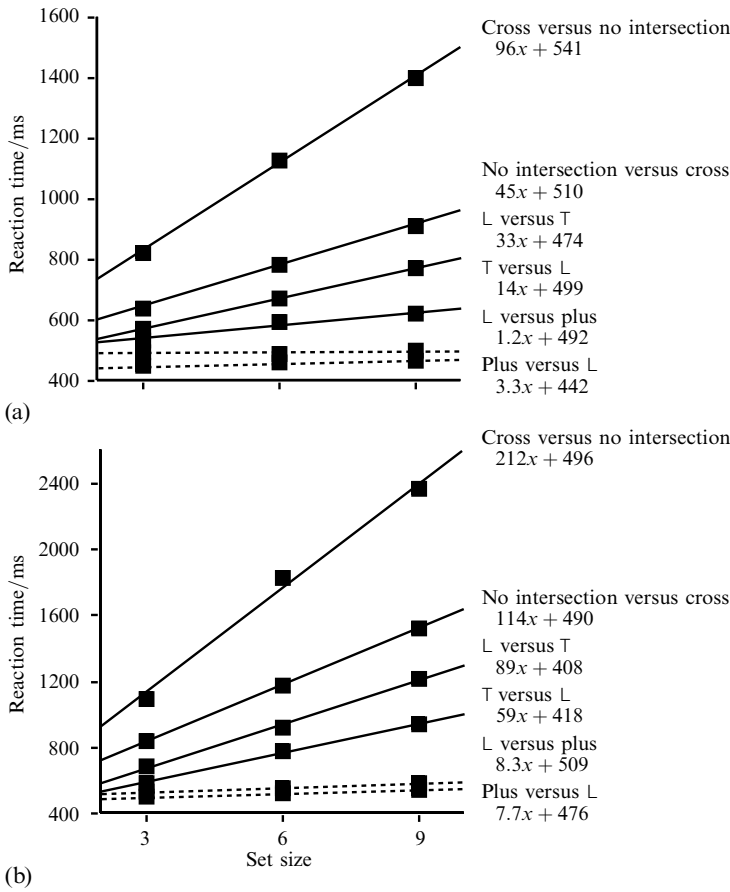 1600
1400
1200
1000
800
600
400
Reaction time/ms
Cross versus no intersection
96x + 541
No intersection versus cross
45x + 510
L versus T
33x + 474
T versus L
14x + 499
L versus plus
1.2x + 492
Plus versus L
3.3x + 442
(a)
2400
2000
1600
1200
800
400
Reaction time/ms
3 6 9
Set size
Cross versus no intersection
212x + 496
No intersection versus cross
114x + 490
L versus T
89x + 408
T versus L
59x + 418
L versus plus
8.3x + 509
Plus versus L
7.7x + 476
(b)